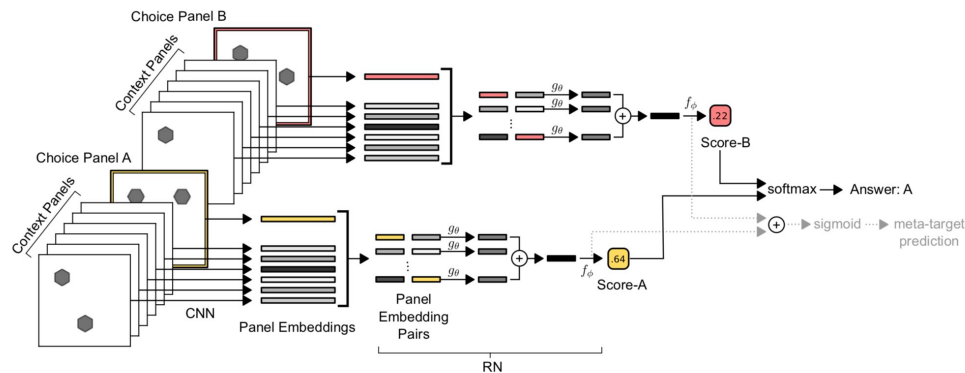 Choice Panel B
Context Panels
gθ
gθ
gθ
fϕ
.22
Score-B
Choice Panel A
Context Panels
softmax
Answer: A
sigmoid
meta-target
prediction
gθ
gθ
gθ
fϕ
.64
Score-A
CNN
Panel Embeddings
Panel
Embedding
Pairs
RN